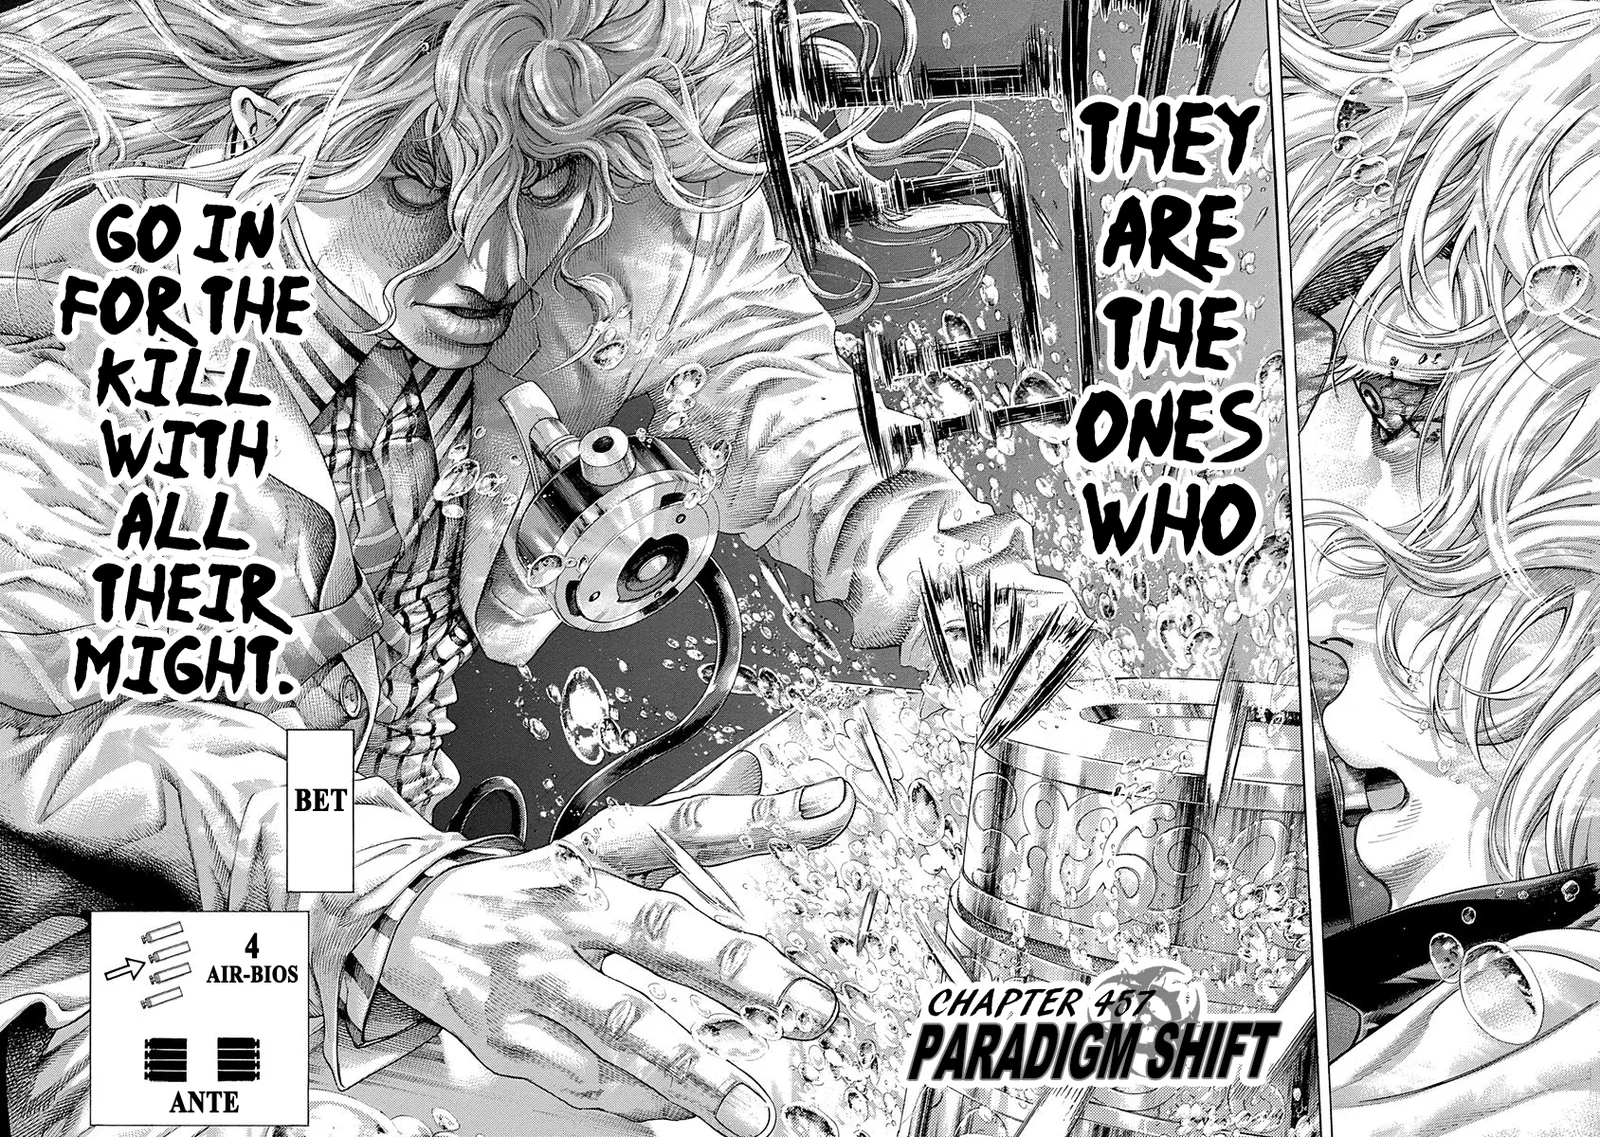 THEY
ARE
THE
ONES
WHO
GO IN
FOR THE
KILL
WITH
ALL
THEIR
MIGHT.
BET
4
AIR-BIOS
ANTE
CHAPTER 457
PARADIGM SHIFT